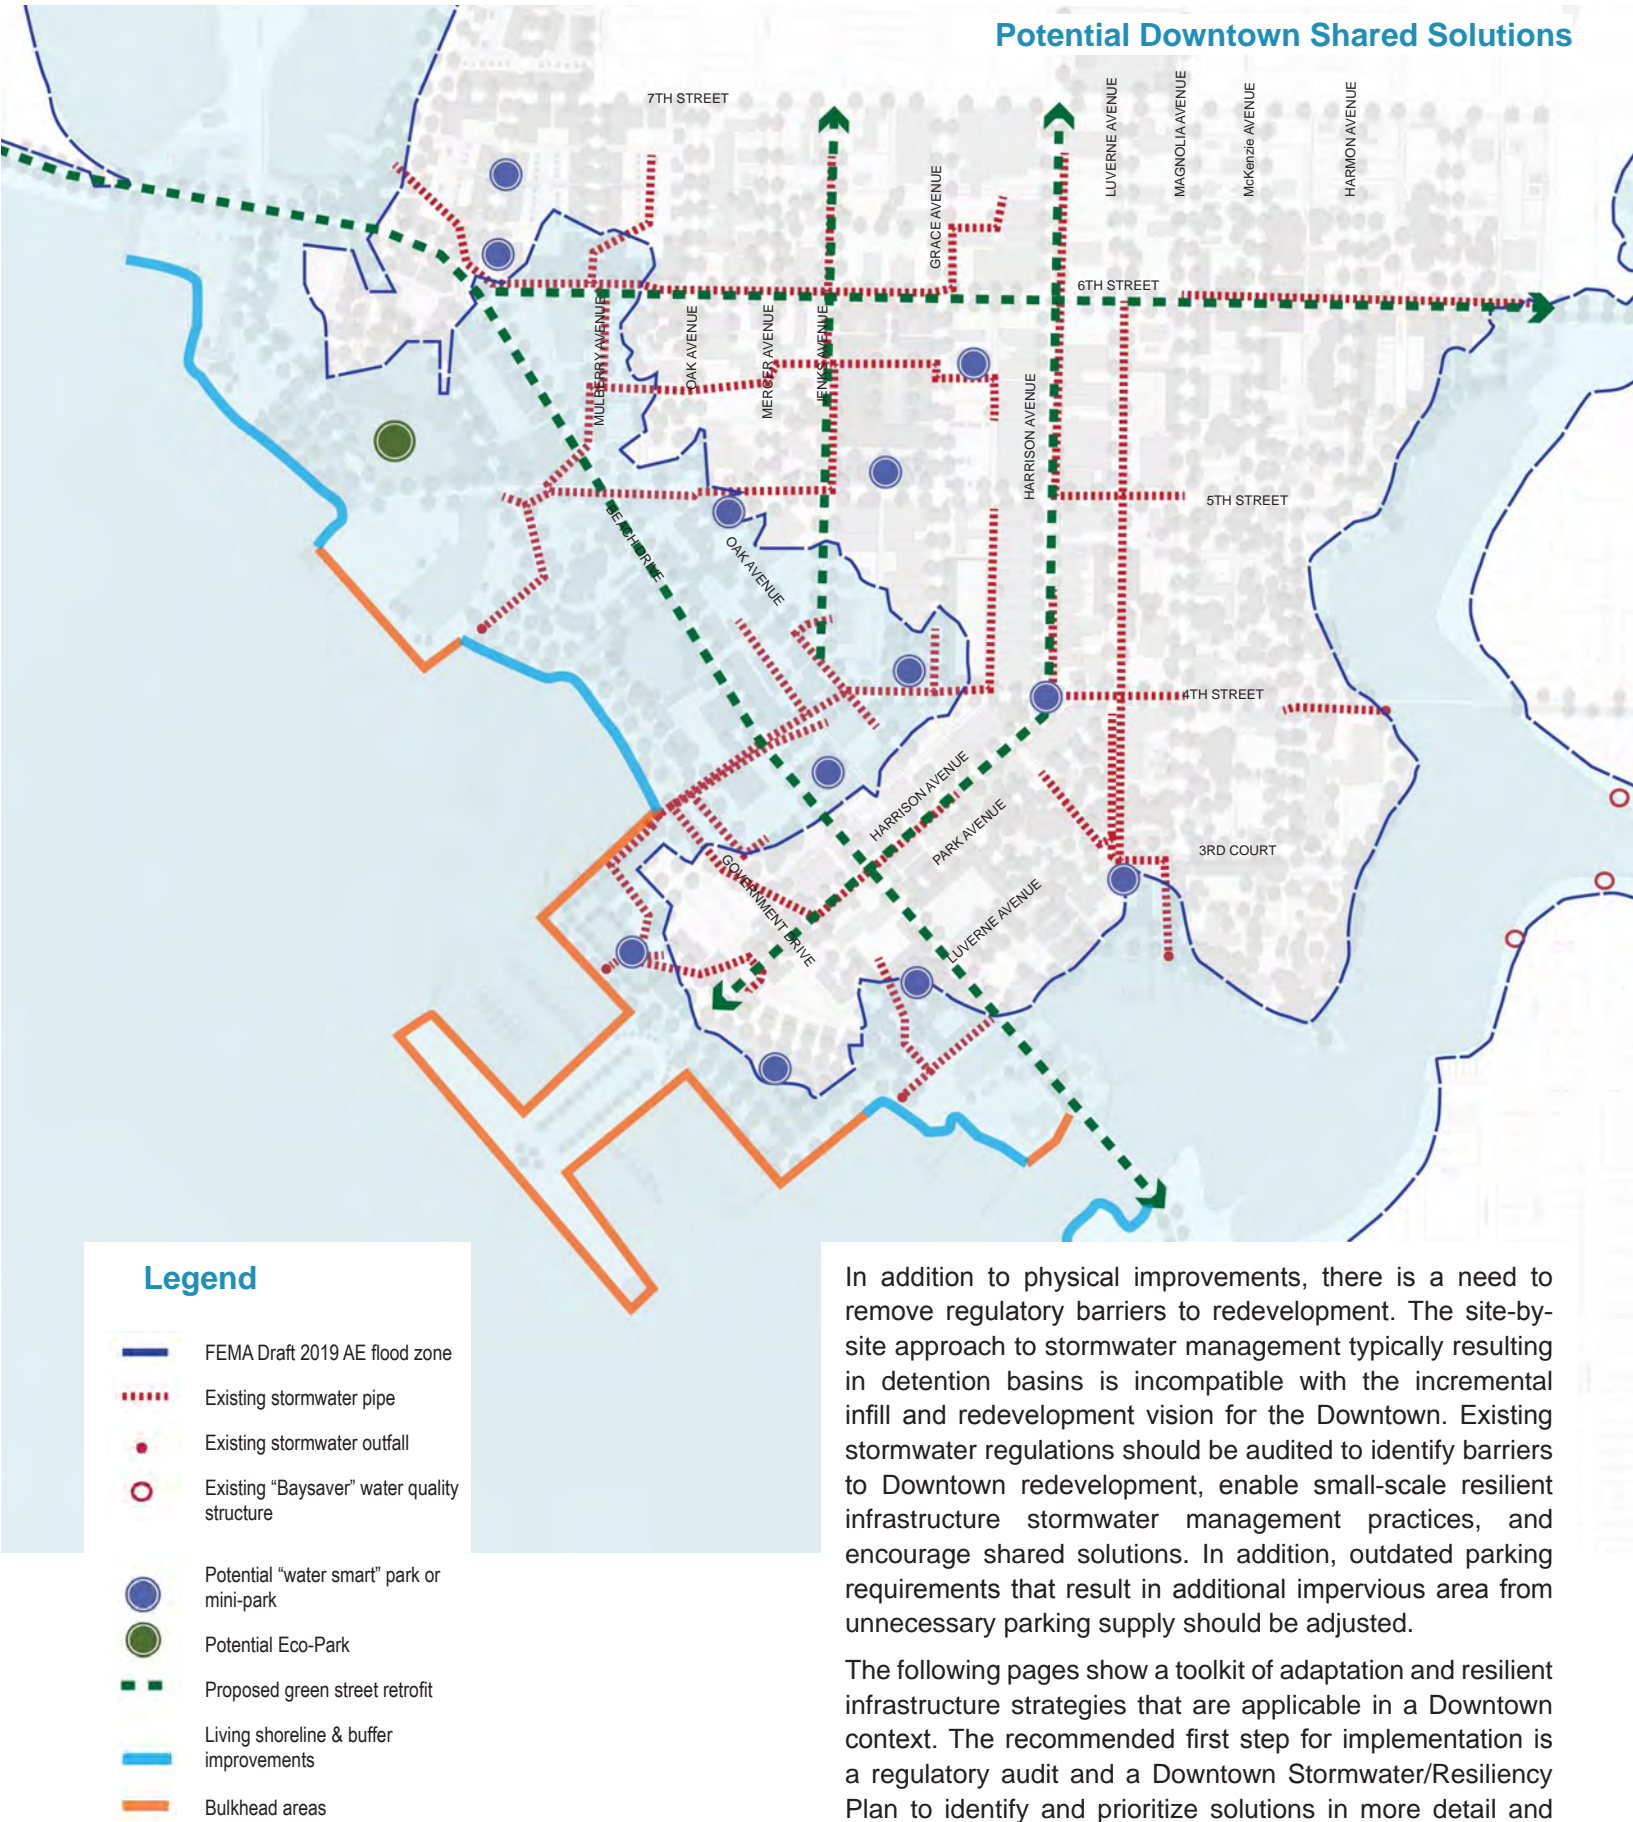 Potential Downtown Shared Solutions
7TH STREET
LUVERNE AVENUE
MAGNOLIA AVENUE
McKenzie AVENUE
HARMON AVENUE
GRACE AVENUE
6TH STREET
MULBERRY AVENUE
OAK AVENUE
MERCER AVENUE
JENKS AVENUE
HARRISON AVENUE
5TH STREET
BEACH DRIVE
OAK AVENUE
4TH STREET
HARRISON AVENUE
PARK AVENUE
3RD COURT
GOVERNMENT DRIVE
LUVERNE AVENUE
Legend
FEMA Draft 2019 AE flood zone
Existing stormwater pipe
Existing stormwater outfall
Existing “Baysaver” water quality
structure
Potential “water smart” park or
mini-park
Potential Eco-Park
Proposed green street retrofit
Living shoreline & buffer
improvements
Bulkhead areas
In addition to physical improvements, there is a need to
remove regulatory barriers to redevelopment. The site-by-
site approach to stormwater management typically resulting
in detention basins is incompatible with the incremental
infill and redevelopment vision for the Downtown. Existing
stormwater regulations should be audited to identify barriers
to Downtown redevelopment, enable small-scale resilient
infrastructure stormwater management practices, and
encourage shared solutions. In addition, outdated parking
requirements that result in additional impervious area from
unnecessary parking supply should be adjusted.
The following pages show a toolkit of adaptation and resilient
infrastructure strategies that are applicable in a Downtown
context. The recommended first step for implementation is
a regulatory audit and a Downtown Stormwater/Resiliency
Plan to identify and prioritize solutions in more detail and